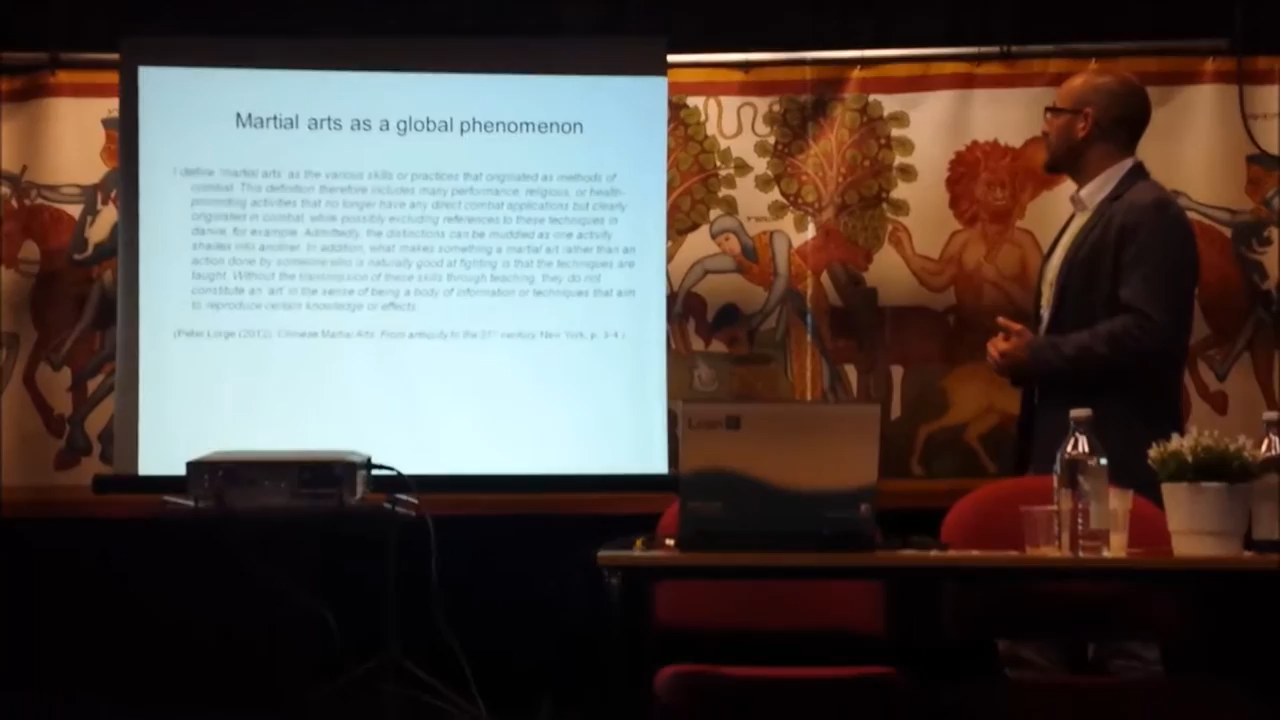 Martial arts as a global phenomenon
I define 'martial arts' as the various skills or practices that originated as methods of
combat. This definition therefore includes many performance, religious, or health-
promoting activities that no longer have any direct combat applications but clearly
originated in combat, while possibly excluding references to these techniques in
dance, for example. Admittedly, the distinctions can be muddied as one activity
shades into another. In addition, what makes something a martial art rather than an
action done by someone who is naturally good at fighting is that the techniques are
taught. Without the transmission of these skills through teaching, they do not
constitute an 'art' in the sense of being a body of information or techniques that aim
to reproduce certain knowledge or effects.
(Peter Lorge (2012). Chinese Martial Arts. From antiquity to the 21st century. New York, p. 3-4.)